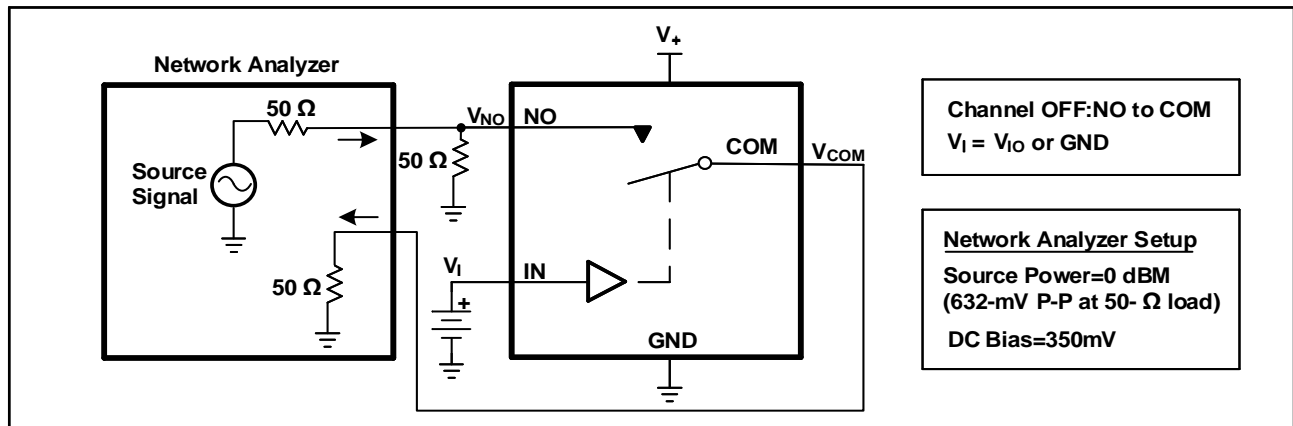 V+
Network Analyzer
50 Ω
VNO
NO
COM
VCOM
50 Ω
Source
Signal
50 Ω
VI
IN
+
GND
Channel OFF:NO to COM
VI = VIO or GND
Network Analyzer Setup
Source Power=0 dBM
(632-mV P-P at 50- Ω load)
DC Bias=350mV